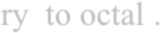 ry to octal .